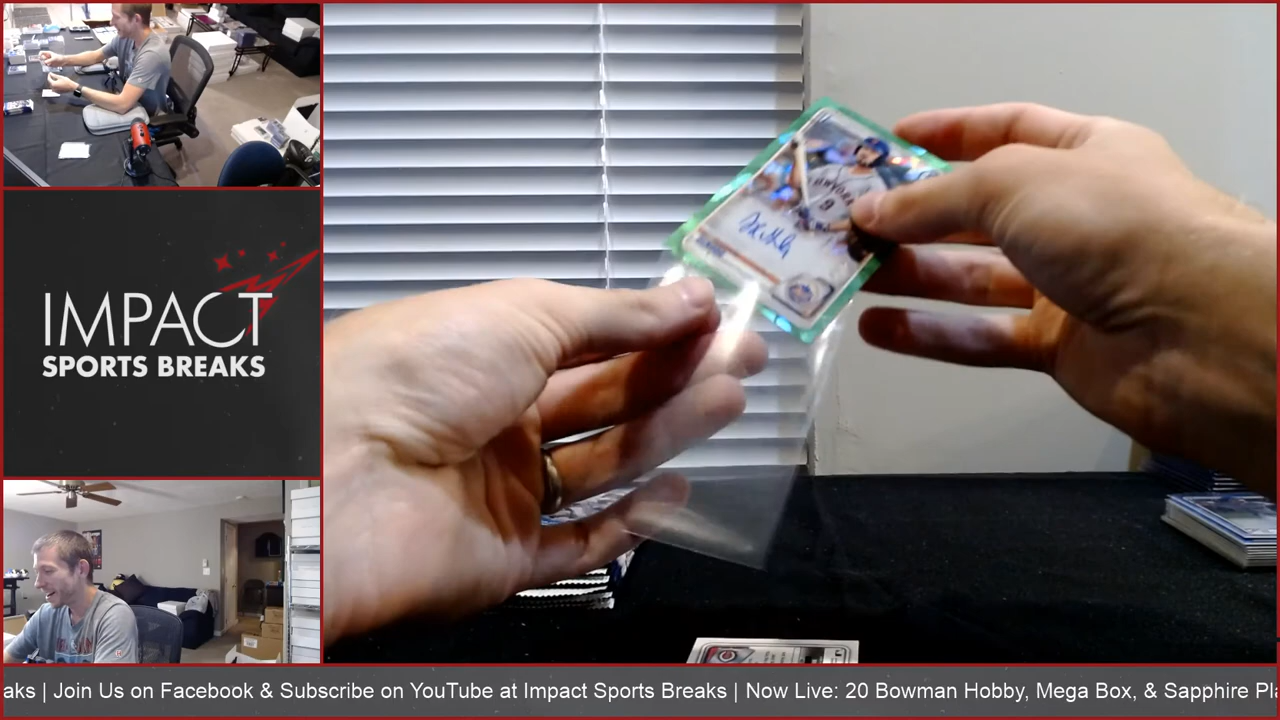 IMPACT
SPORTS BREAKS
9
aks | Join Us on Facebook & Subscribe on YouTube at Impact Sports Breaks | Now Live: 20 Bowman Hobby, Mega Box, & Sapphire Pla